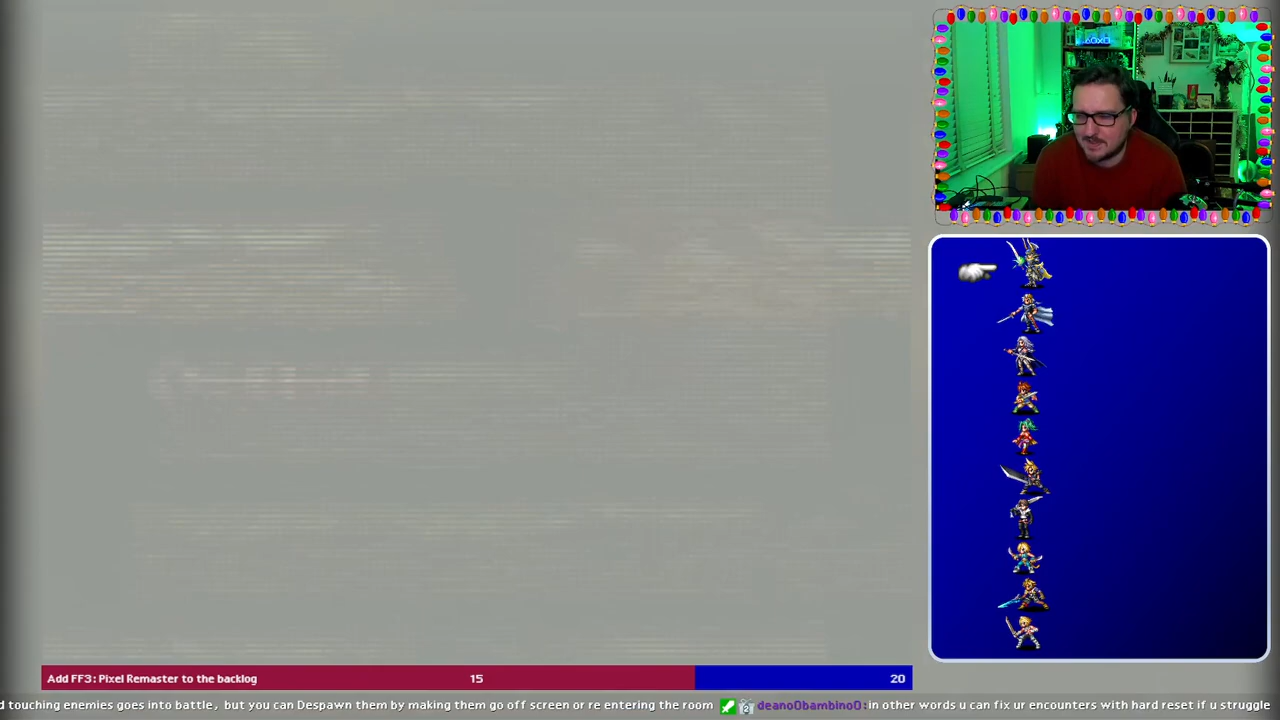 Add FF3: Pixel Remaster to the backlog 15 20
d touching enemies goes into battle, but you can Despawn them by making them go off screen or re entering the room deano0bambino0: in other words u can fix ur encounters with hard reset if u struggle